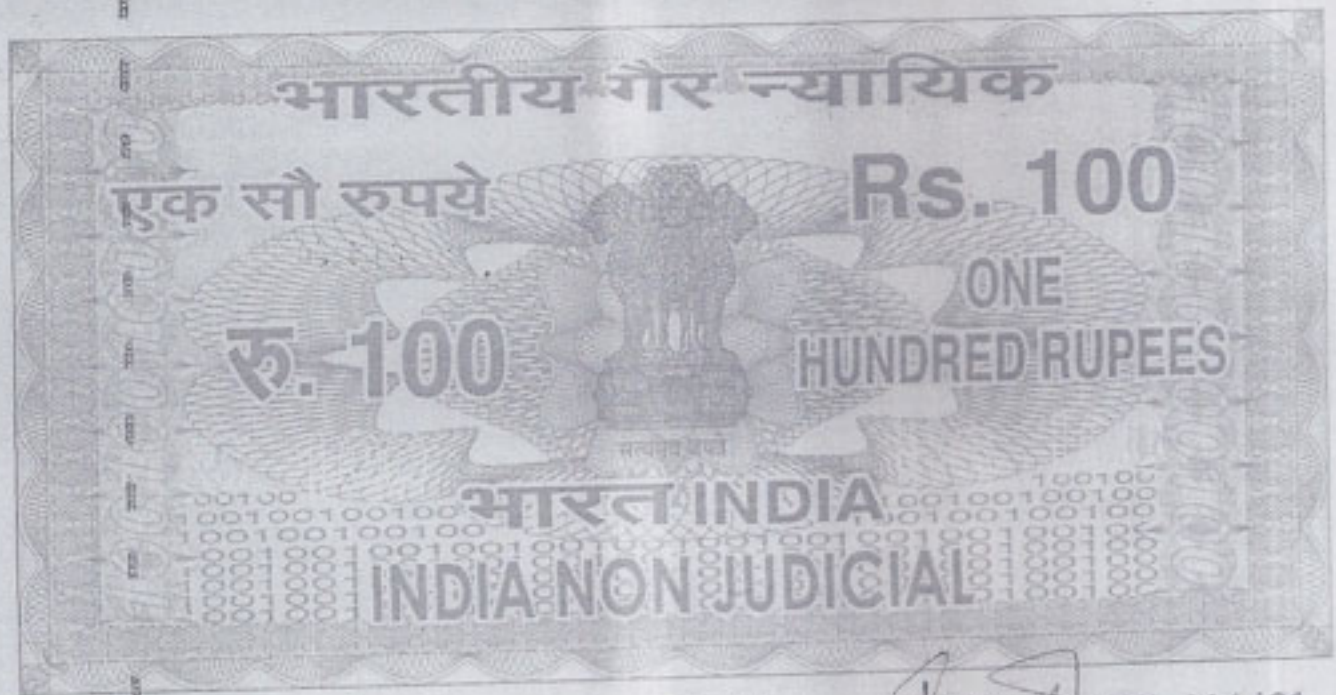 भारतीय गैर न्यायिक
एक सौ रुपये
Rs. 100
रु. 100
ONE
HUNDRED RUPEES
सत्यमेव जयते
भारत INDIA
INDIA NON JUDICIAL